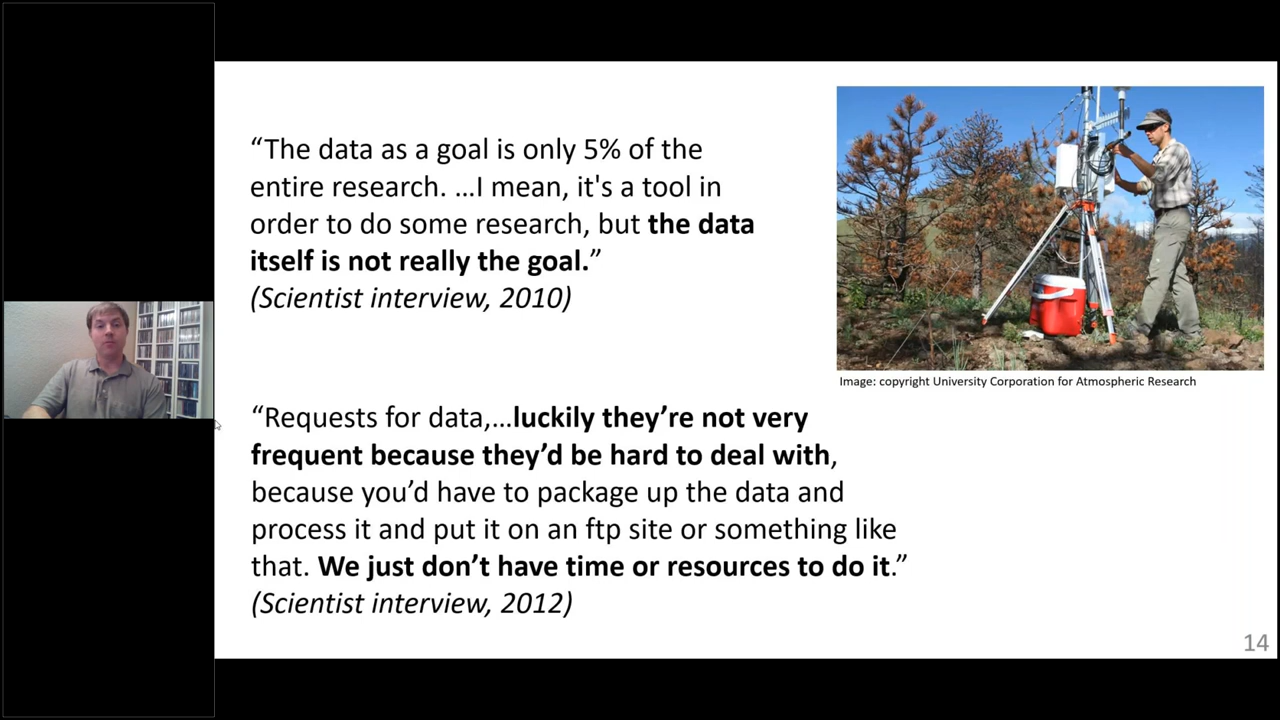 “The data as a goal is only 5% of the
entire research. …I mean, it's a tool in
order to do some research, but the data
itself is not really the goal.”
(Scientist interview, 2010)
Image: copyright University Corporation for Atmospheric Research
“Requests for data,…luckily they’re not very
frequent because they’d be hard to deal with,
because you’d have to package up the data and
process it and put it on an ftp site or something like
that. We just don’t have time or resources to do it.”
(Scientist interview, 2012)
14